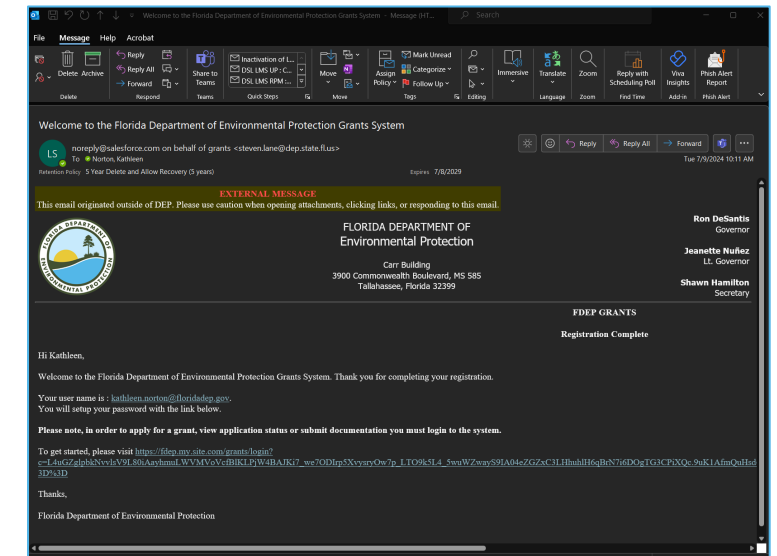 Welcome to the Florida Department of Environmental Protection Grants System - Message (HT...
Search
File Message Help Acrobat
Delete Archive
Reply
Reply All
Forward
Share to Teams
Inactivation of I...
DSL LMS UP : C...
DSL LMS RPM :...
Move
Assign Policy
Mark Unread
Categorize
Follow Up
Immersive
Translate
Zoom
Reply with Scheduling Poll
Viva Insights
Phish Alert Report
Delete Respond Teams Quick Steps Move Tags Editing Language Zoom Find Time Add-in Phish Alert
Welcome to the Florida Department of Environmental Protection Grants System
LS
noreply@salesforce.com on behalf of grants <steven.lane@dep.state.fl.us>
To Norton, Kathleen
Reply Reply All Forward
Tue 7/9/2024 10:11 AM
Retention Policy 5 Year Delete and Allow Recovery (5 years) Expires 7/8/2029
EXTERNAL MESSAGE
This email originated outside of DEP. Please use caution when opening attachments, clicking links, or responding to this email.
FLORIDA DEPARTMENT OF ENVIRONMENTAL PROTECTION
FLORIDA DEPARTMENT OF
Environmental Protection
Carr Building
3900 Commonwealth Boulevard, MS 585
Tallahassee, Florida 32399
Ron DeSantis
Governor
Jeanette Nuñez
Lt. Governor
Shawn Hamilton
Secretary
FDEP GRANTS
Registration Complete
Hi Kathleen,
Welcome to the Florida Department of Environmental Protection Grants System. Thank you for completing your registration.
Your user name is : kathleen.norton@floridadep.gov.
You will setup your password with the link below.
Please note, in order to apply for a grant, view application status or submit documentation you must login to the system.
To get started, please visit https://fdep.my.site.com/grants/login?
3D%3D
Thanks,
Florida Department of Environmental Protection